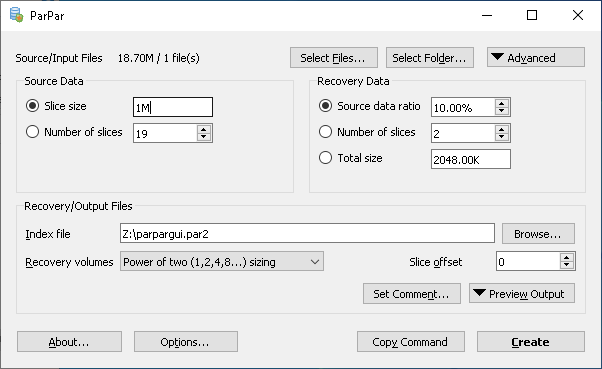 ParPar
Source/Input Files 18.70M / 1 file(s) Select Files... Select Folder... Advanced
Source Data
Slice size 1M
Number of slices 19
Recovery Data
Source data ratio 10.00%
Number of slices 2
Total size 2048.00K
Recovery/Output Files
Index file Z:\parpargui.par2 Browse...
Recovery volumes Power of two (1,2,4,8...) sizing Slice offset 0
Set Comment... Preview Output
About... Options... Copy Command Create